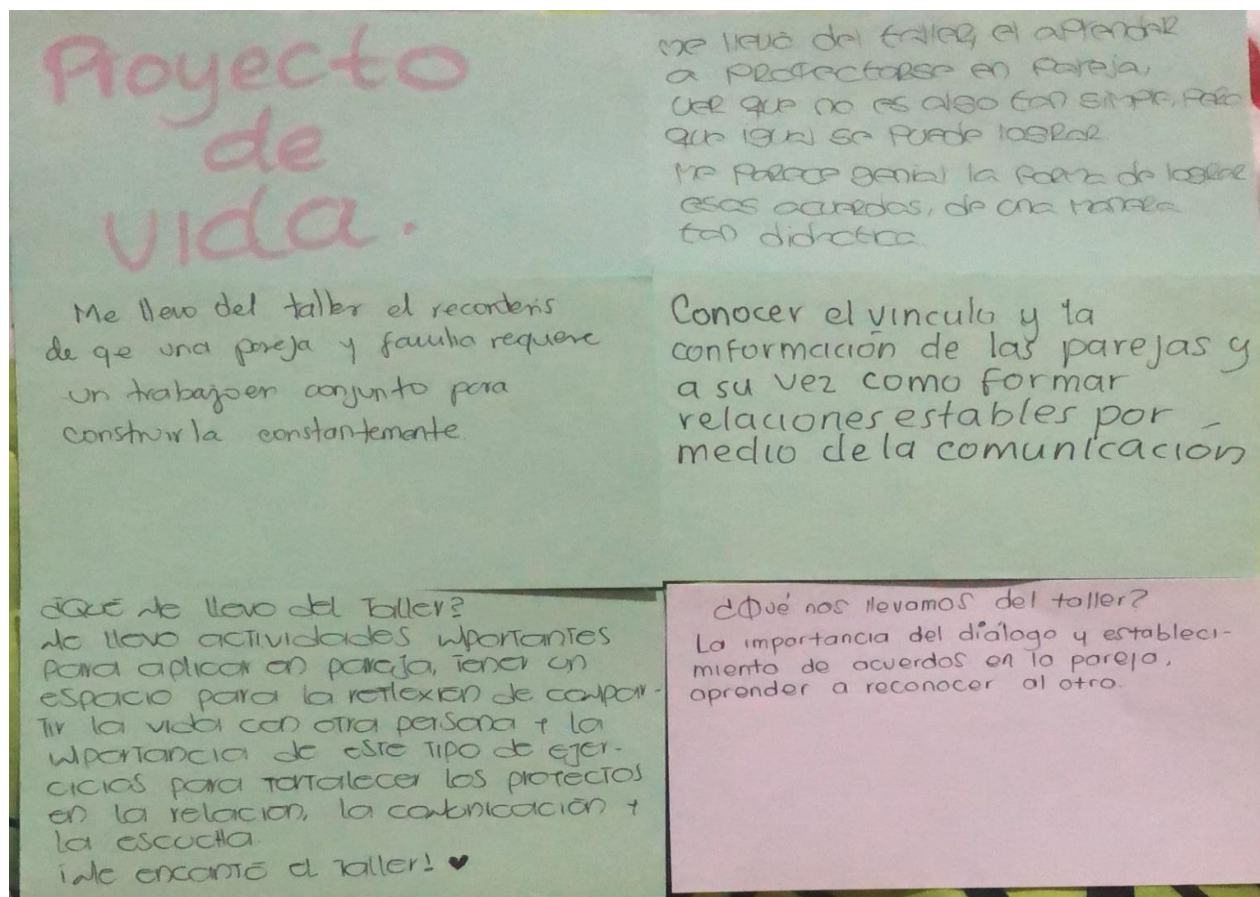 Proyecto
de
vida.
Me llevo del taller, el aprender
a proyectarse en pareja,
ver que no es algo tan simple, pero
que igual se puede lograr.
Me parece genial la forma de lograr
esos acuerdos, de una manera
tan didactica.
Me llevo del taller el recorderis
de qe una pareja y familia requiere
un trabajo en conjunto para
construirla constantemente.
Conocer el vinculo y la
conformación de las parejas y
a su vez como formar
relaciones estables por
medio de la comunicación
¿Qué me llevo del Taller?
Me llevo actividades importantes
para aplicar en pareja, Tener un
espacio para la reflexión de compar-
Tir la vida con otra persona y la
importancia de este Tipo de ejer-
cicios para fortalecer los proyectos
en la relación, la comunicación y
la escucha.
¡Me encantó el Taller! ♥
¿Qué nos llevamos del taller?
La importancia del diálogo y estableci-
miento de acuerdos en la pareja,
aprender a reconocer al otro.